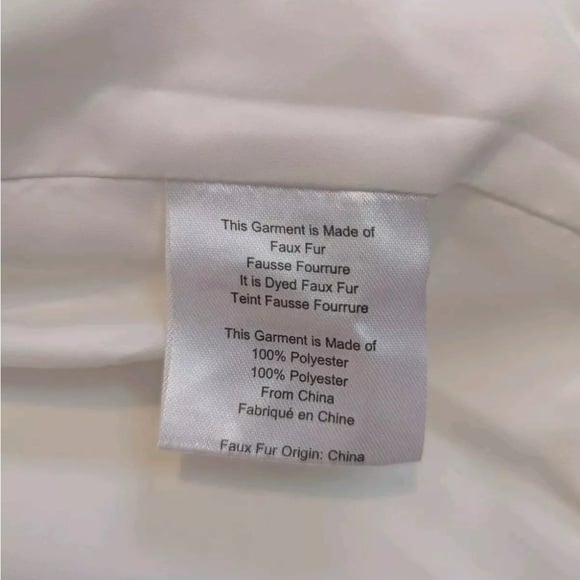 This Garment is Made of
Faux Fur
Fausse Fourrure
It is Dyed Faux Fur
Teint Fausse Fourrure
This Garment is Made of
100% Polyester
100% Polyester
From China
Fabriqué en Chine
Faux Fur Origin: China